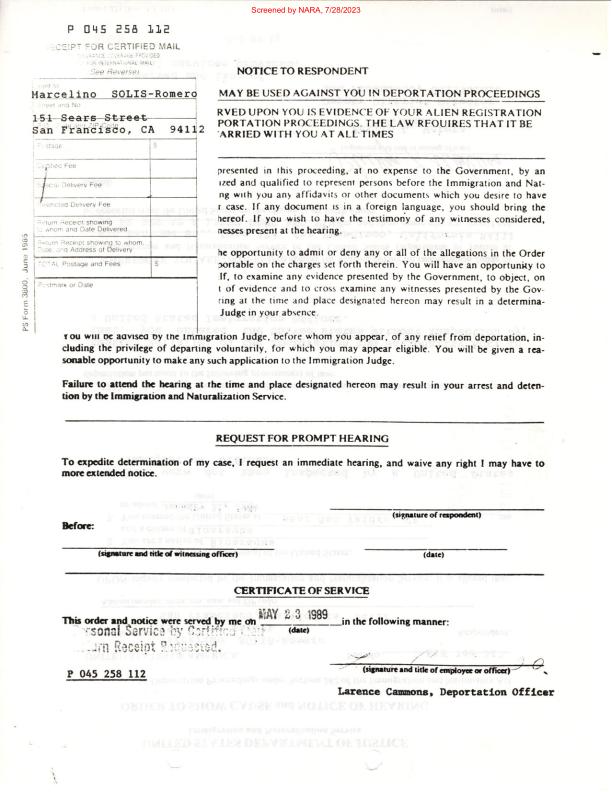 Screened by NARA, 7/28/2023
P 045 258 112
RECEIPT FOR CERTIFIED MAIL
INSURANCE COVERAGE PROVIDED
FOR INTERNATIONAL MAIL
See Reverse)
NOTICE TO RESPONDENT
Sent to
Marcelino SOLIS-Romero
Street and No
151 Sears Street
San Francisco, CA 94112
Postage $
Certified Fee
Special Delivery Fee
Restricted Delivery Fee
Return Receipt showing
to whom and Date Delivered
Return Receipt showing to whom,
Date, and Address of Delivery
TOTAL Postage and Fees $
Postmark or Date
PS Form 3800, June 1985
MAY BE USED AGAINST YOU IN DEPORTATION PROCEEDINGS
RVED UPON YOU IS EVIDENCE OF YOUR ALIEN REGISTRATION
PORTATION PROCEEDINGS. THE LAW REQUIRES THAT IT BE
ARRIED WITH YOU AT ALL TIMES
presented in this proceeding, at no expense to the Government, by an
ized and qualified to represent persons before the Immigration and Nat-
ng with you any affidavits or other documents which you desire to have
r case. If any document is in a foreign language, you should bring the
hereof. If you wish to have the testimony of any witnesses considered,
nesses present at the hearing.
he opportunity to admit or deny any or all of the allegations in the Order
portable on the charges set forth therein. You will have an opportunity to
lf, to examine any evidence presented by the Government, to object, on
t of evidence and to cross examine any witnesses presented by the Gov-
ring at the time and place designated hereon may result in a determina-
Judge in your absence.
You will be advised by the Immigration Judge, before whom you appear, of any relief from deportation, in-
cluding the privilege of departing voluntarily, for which you may appear eligible. You will be given a rea-
sonable opportunity to make any such application to the Immigration Judge.
Failure to attend the hearing at the time and place designated hereon may result in your arrest and deten-
tion by the Immigration and Naturalization Service.
REQUEST FOR PROMPT HEARING
To expedite determination of my case, I request an immediate hearing, and waive any right I may have to
more extended notice.
(signature of respondent)
Before:
(signature and title of witnessing officer) (date)
CERTIFICATE OF SERVICE
This order and notice were served by me on MAY 23 1989 in the following manner:
(date)
rsonal Service by Certified Mail
urn Receipt Requested.
P 045 258 112
(signature and title of employee or officer)
Larence Cammons, Deportation Officer